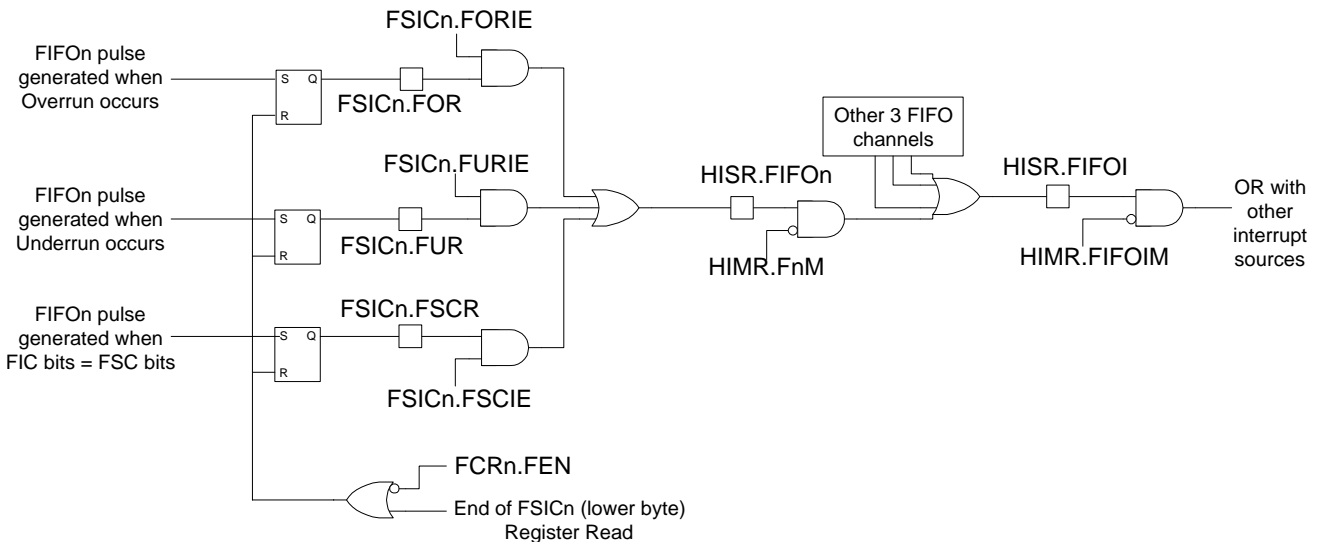 FSICn.FORIE
FIFOn pulse
generated when
Overrun occurs
S Q
R
FSICn.FOR
FSICn.FURIE
FIFOn pulse
generated when
Underrun occurs
S Q
R
FSICn.FUR
FIFOn pulse
generated when
FIC bits = FSC bits
S Q
R
FSICn.FSCR
FSICn.FSCIE
FCRn.FEN
End of FSICn (lower byte)
Register Read
HISR.FIFOn
HIMR.FnM
Other 3 FIFO
channels
HISR.FIFOI
HIMR.FIFOIM
OR with
other
interrupt
sources